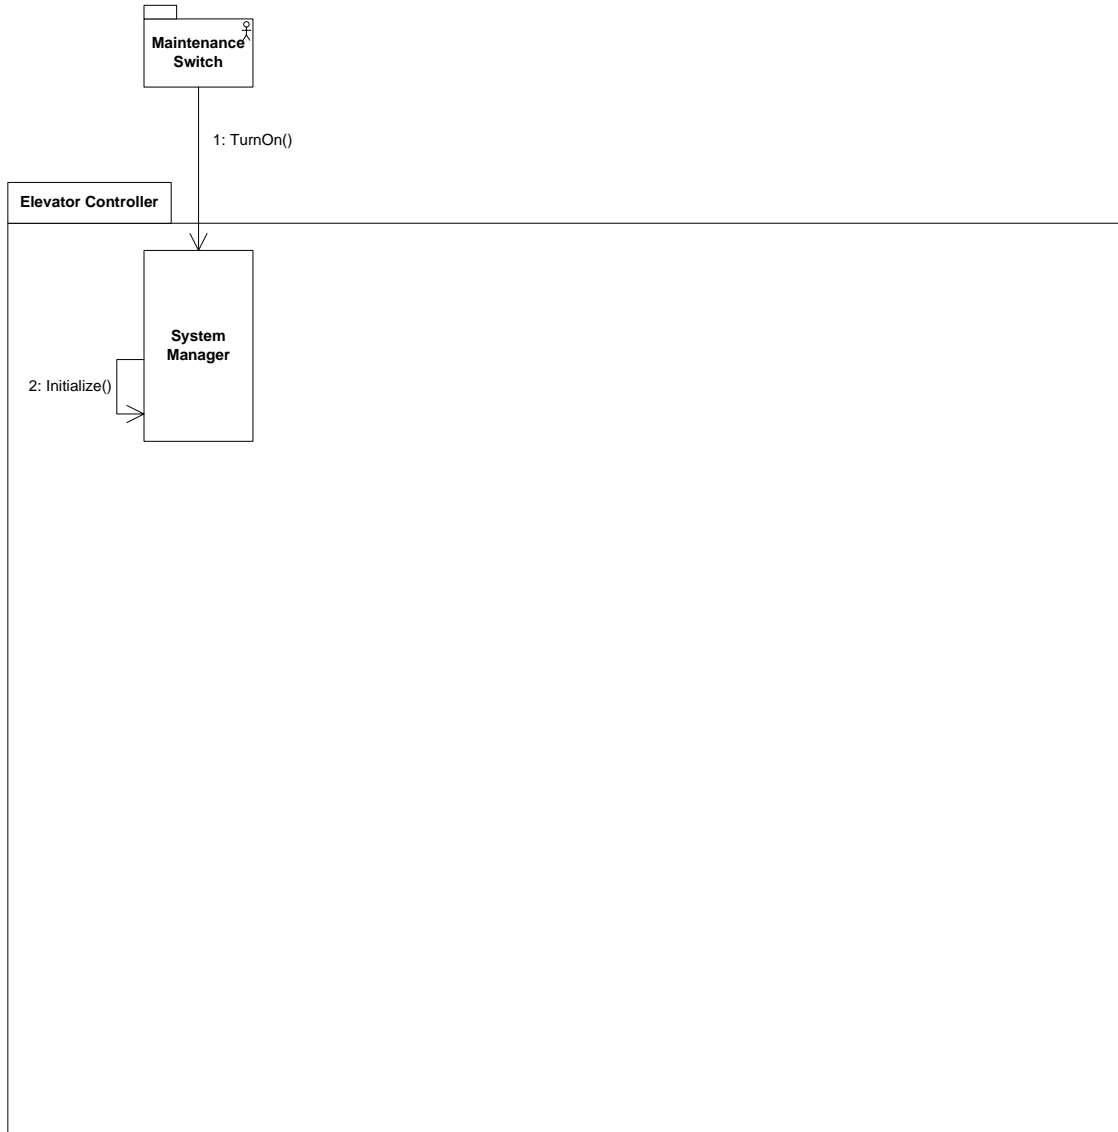 Maintenance
Switch
1: TurnOn()
Elevator Controller
System
Manager
2: Initialize()